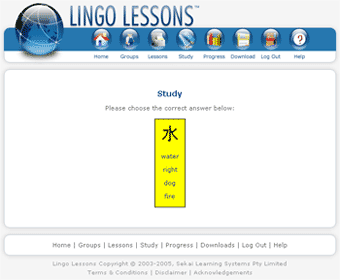 LINGO LESSONS™
Home Groups Lessons Study Progress Download Log Out Help
Study
Please choose the correct answer below:
水
water
right
dog
fire
Home | Groups | Lessons | Study | Progress | Downloads | Log Out | Help
Lingo Lessons Copyright © 2003-2005, Sekai Learning Systems Pty Limited
Terms & Conditions | Disclaimer | Acknowledgements